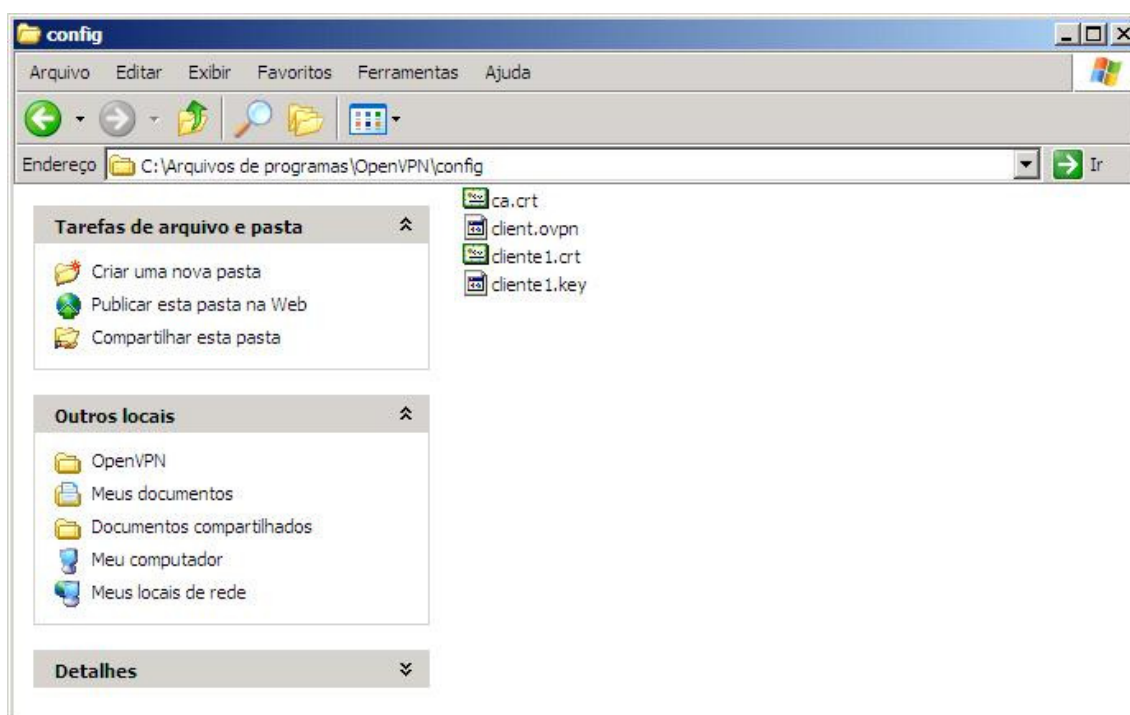 config
Arquivo Editar Exibir Favoritos Ferramentas Ajuda
Endereço C:\Arquivos de programas\OpenVPN\config Ir
Tarefas de arquivo e pasta
Criar uma nova pasta
Publicar esta pasta na Web
Compartilhar esta pasta
Outros locais
OpenVPN
Meus documentos
Documentos compartilhados
Meu computador
Meus locais de rede
Detalhes
ca.crt
client.ovpn
cliente1.crt
cliente1.key